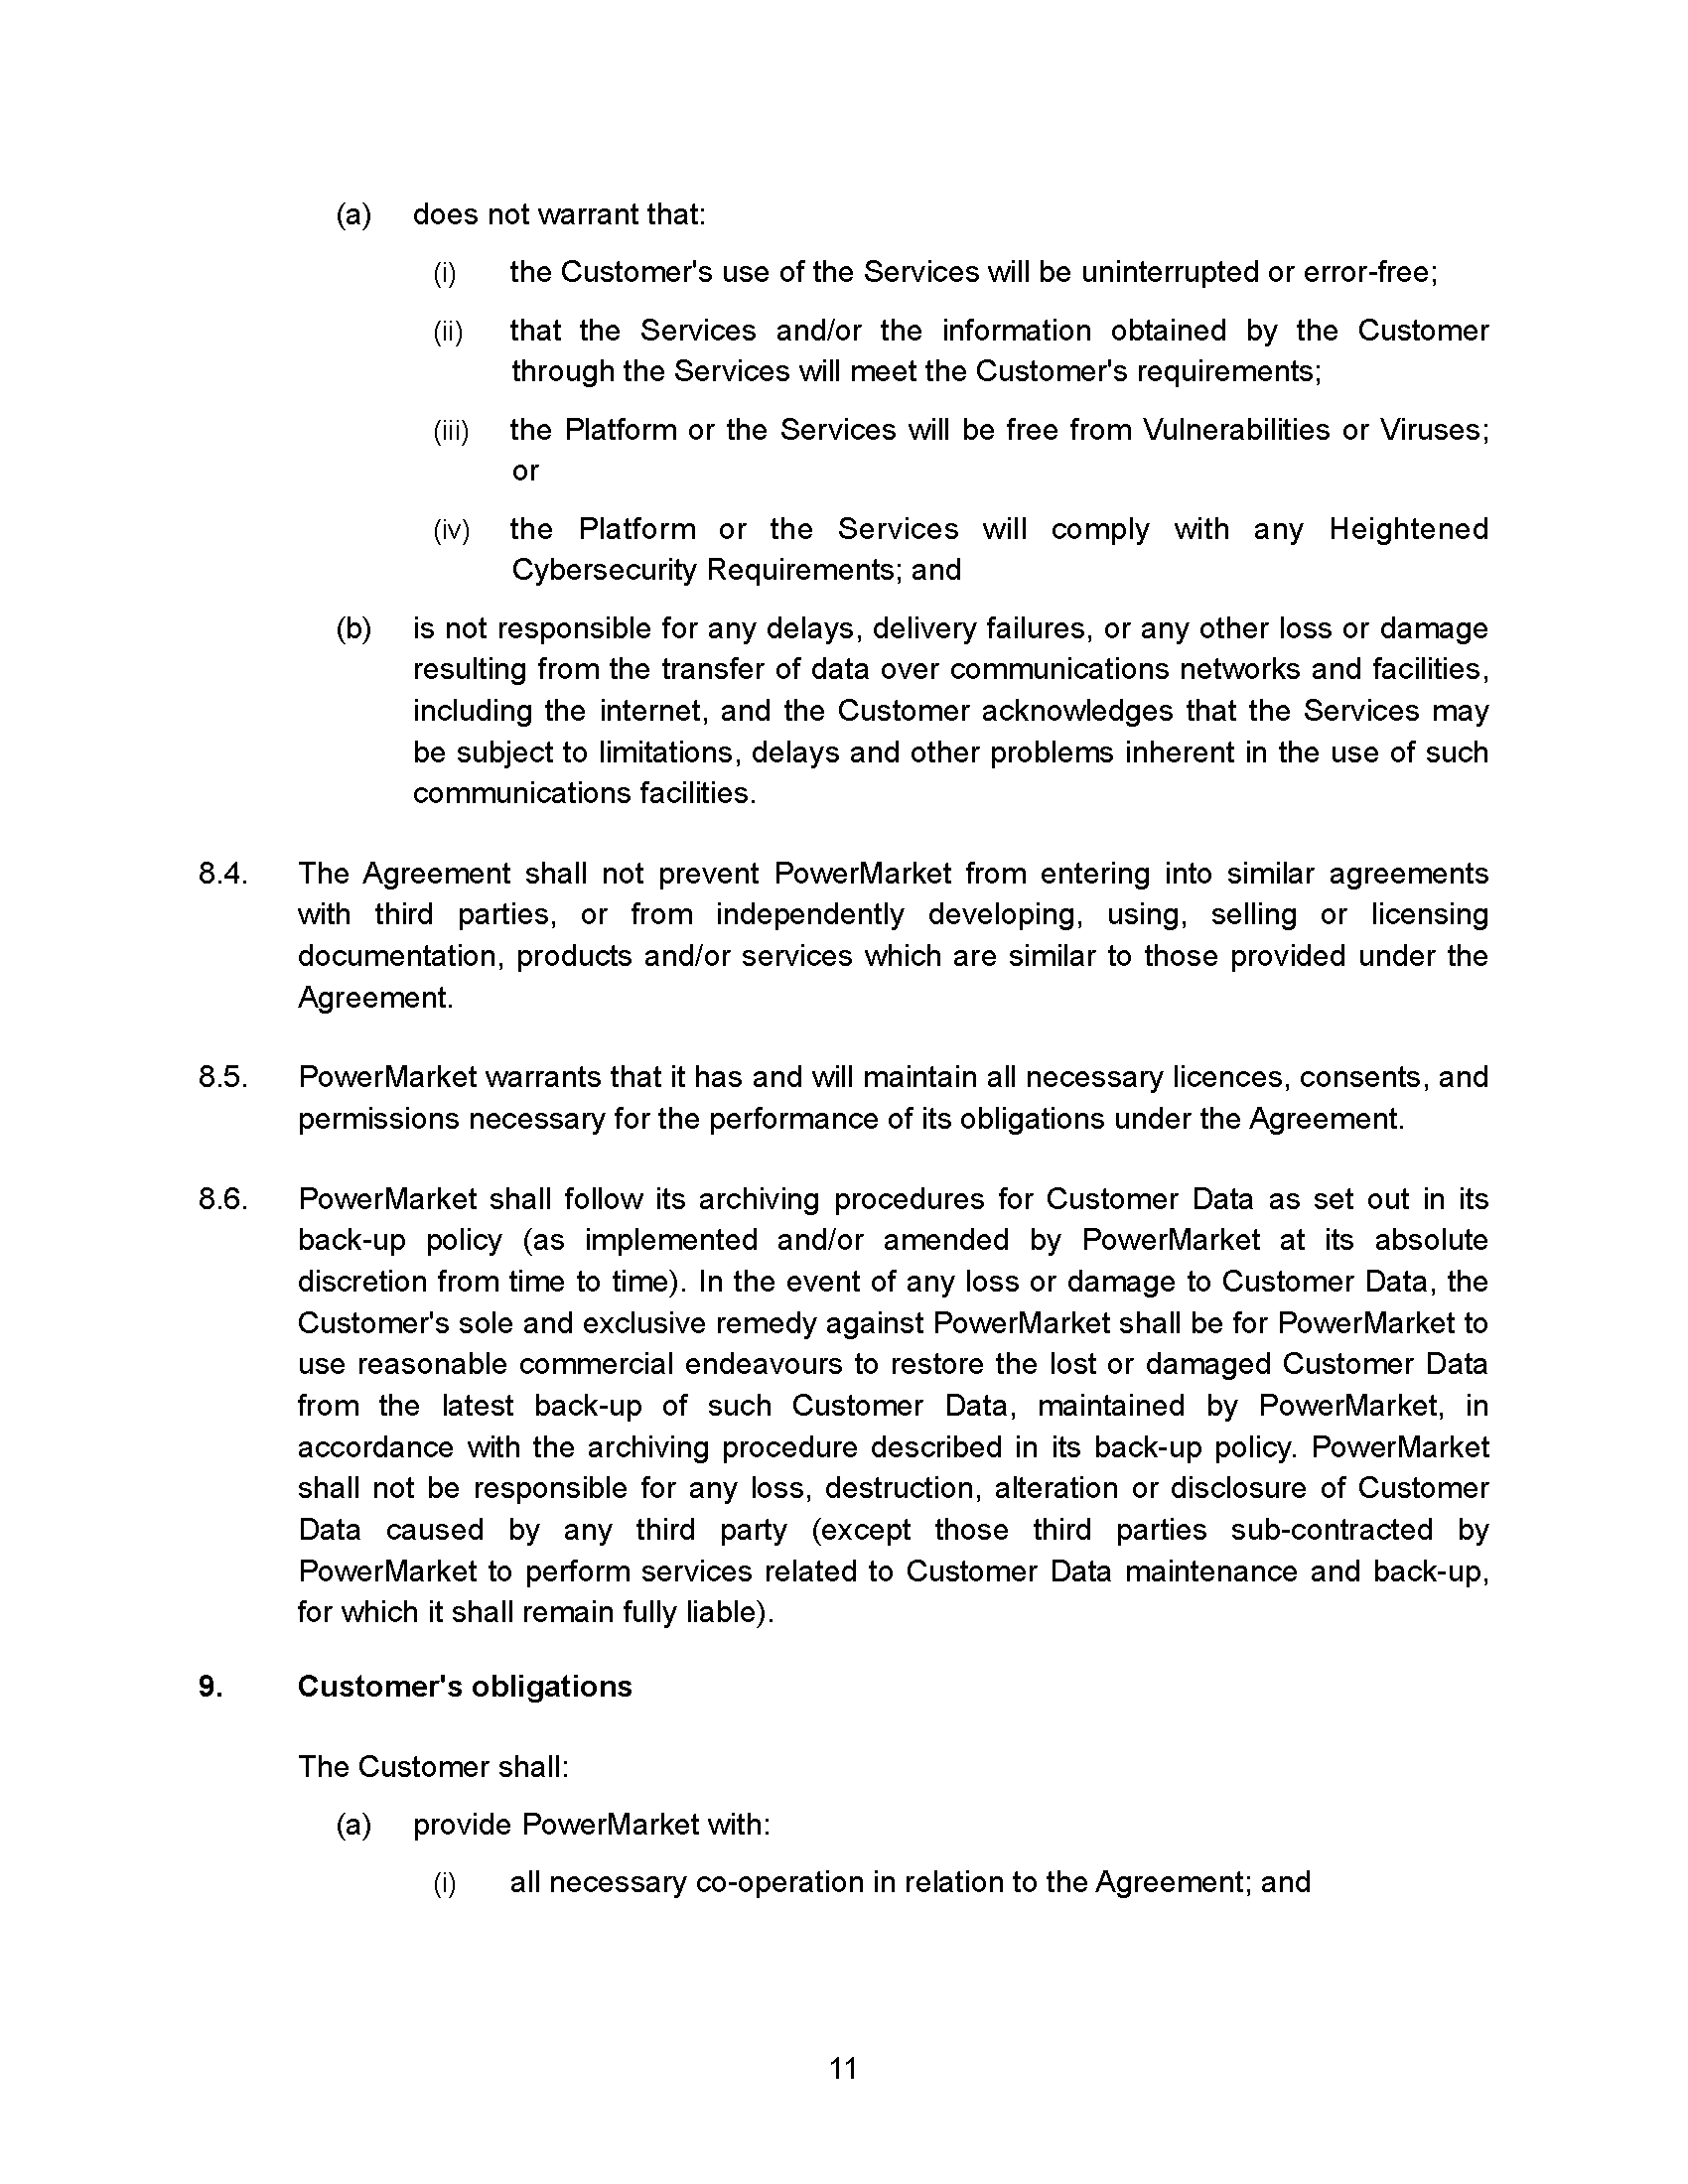 (a) does not warrant that:
(i) the Customer's use of the Services will be uninterrupted or error-free;
(ii) that the Services and/or the information obtained by the Customer
through the Services will meet the Customer's requirements;
(iii) the Platform or the Services will be free from Vulnerabilities or Viruses;
or
(iv) the Platform or the Services will comply with any Heightened
Cybersecurity Requirements; and
(b) is not responsible for any delays, delivery failures, or any other loss or damage
resulting from the transfer of data over communications networks and facilities,
including the internet, and the Customer acknowledges that the Services may
be subject to limitations, delays and other problems inherent in the use of such
communications facilities.
8.4. The Agreement shall not prevent PowerMarket from entering into similar agreements
with third parties, or from independently developing, using, selling or licensing
documentation, products and/or services which are similar to those provided under the
Agreement.
8.5. PowerMarket warrants that it has and will maintain all necessary licences, consents, and
permissions necessary for the performance of its obligations under the Agreement.
8.6. PowerMarket shall follow its archiving procedures for Customer Data as set out in its
back-up policy (as implemented and/or amended by PowerMarket at its absolute
discretion from time to time). In the event of any loss or damage to Customer Data, the
Customer's sole and exclusive remedy against PowerMarket shall be for PowerMarket to
use reasonable commercial endeavours to restore the lost or damaged Customer Data
from the latest back-up of such Customer Data, maintained by PowerMarket, in
accordance with the archiving procedure described in its back-up policy. PowerMarket
shall not be responsible for any loss, destruction, alteration or disclosure of Customer
Data caused by any third party (except those third parties sub-contracted by
PowerMarket to perform services related to Customer Data maintenance and back-up,
for which it shall remain fully liable).
9. Customer's obligations
The Customer shall:
(a) provide PowerMarket with:
(i) all necessary co-operation in relation to the Agreement; and
11